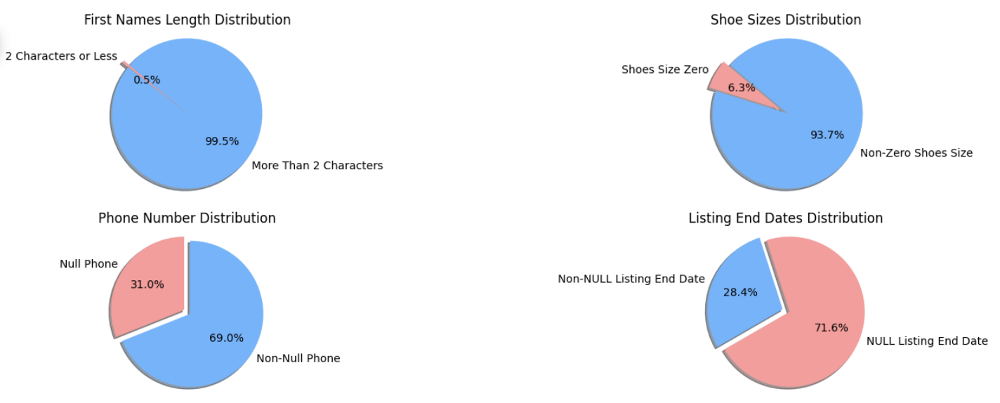 First Names Length Distribution
2 Characters or Less
0.5%
99.5%
More Than 2 Characters
Shoe Sizes Distribution
Shoes Size Zero
6.3%
93.7%
Non-Zero Shoes Size
Phone Number Distribution
Null Phone
31.0%
69.0%
Non-Null Phone
Listing End Dates Distribution
Non-NULL Listing End Date
28.4%
71.6%
NULL Listing End Date